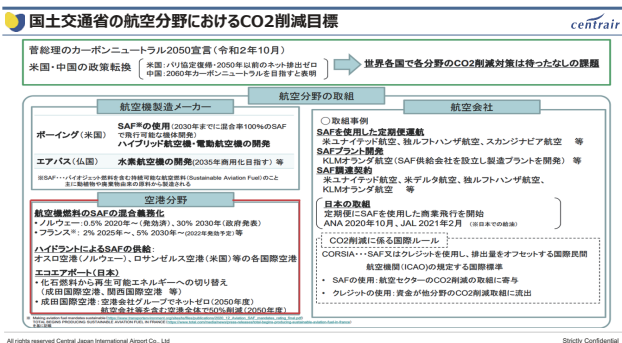 国土交通省の航空分野におけるCO2削減目標
centrair
菅総理のカーボンニュートラル2050宣言(令和2年10月)
米国・中国の政策転換
米国:パリ協定復帰・2050年以前のネット排出ゼロ
中国:2060年カーボンニュートラルを目指すと表明
世界各国で各分野のCO2削減対策は待ったなしの課題
航空分野の取組
航空機製造メーカー
ボーイング(米国)
SAF※の使用(2030年までに混合率100%のSAF
で飛行可能な機体開発)
ハイブリッド航空機・電動航空機の開発
エアバス(仏国)
水素航空機の開発(2035年商用化目指す) 等
※SAF・・・バイオジェット燃料を含む持続可能な航空燃料(Sustainable Aviation Fuel)のこと
主に動植物や廃棄物由来の原料から製造される
空港分野
航空機燃料のSAFの混合義務化
・ノルウェー:0.5% 2020年~(発効済)、30% 2030年(政府発表)
・フランス※:2% 2025年~、5% 2030年~(2022年発効予定)等
ハイドラントによるSAFの供給:
オスロ空港(ノルウェー)、ロサンゼルス空港(米)等の各国際空港
エコエアポート(日本)
・化石燃料から再生可能エネルギーへの切り替え
(成田国際空港、関西国際空港 等)
・成田国際空港:空港会社グループでネットゼロ(2050年度)
航空会社等を含む空港全体で50%削減(2050年度)
航空会社
○取組事例
SAFを使用した定期便運航
米ユナイテッド航空、独ルフトハンザ航空、スカンジナビア航空 等
SAFプラント開発
KLMオランダ航空(SAF供給会社を設立し製造プラントを開発) 等
SAF調達契約
米ユナイテッド航空、米デルタ航空、独ルフトハンザ航空、
KLMオランダ航空 等
日本の取組
定期便にSAFを使用した商業飛行を開始
ANA 2020年10月、JAL 2021年2月 (※日本での給油)
CO2削減に係る国際ルール
CORSIA・・・SAF又はクレジットを使用し、排出量をオフセットする国際民間
航空機関(ICAO)の規定する国際標準
・ SAFの使用:航空セクターのCO2削減の取組に寄与
・ クレジットの使用:資金が他分野のCO2削減取組に流出
All rights reserved Central Japan International Airport Co., Ltd
Strictly Confidential